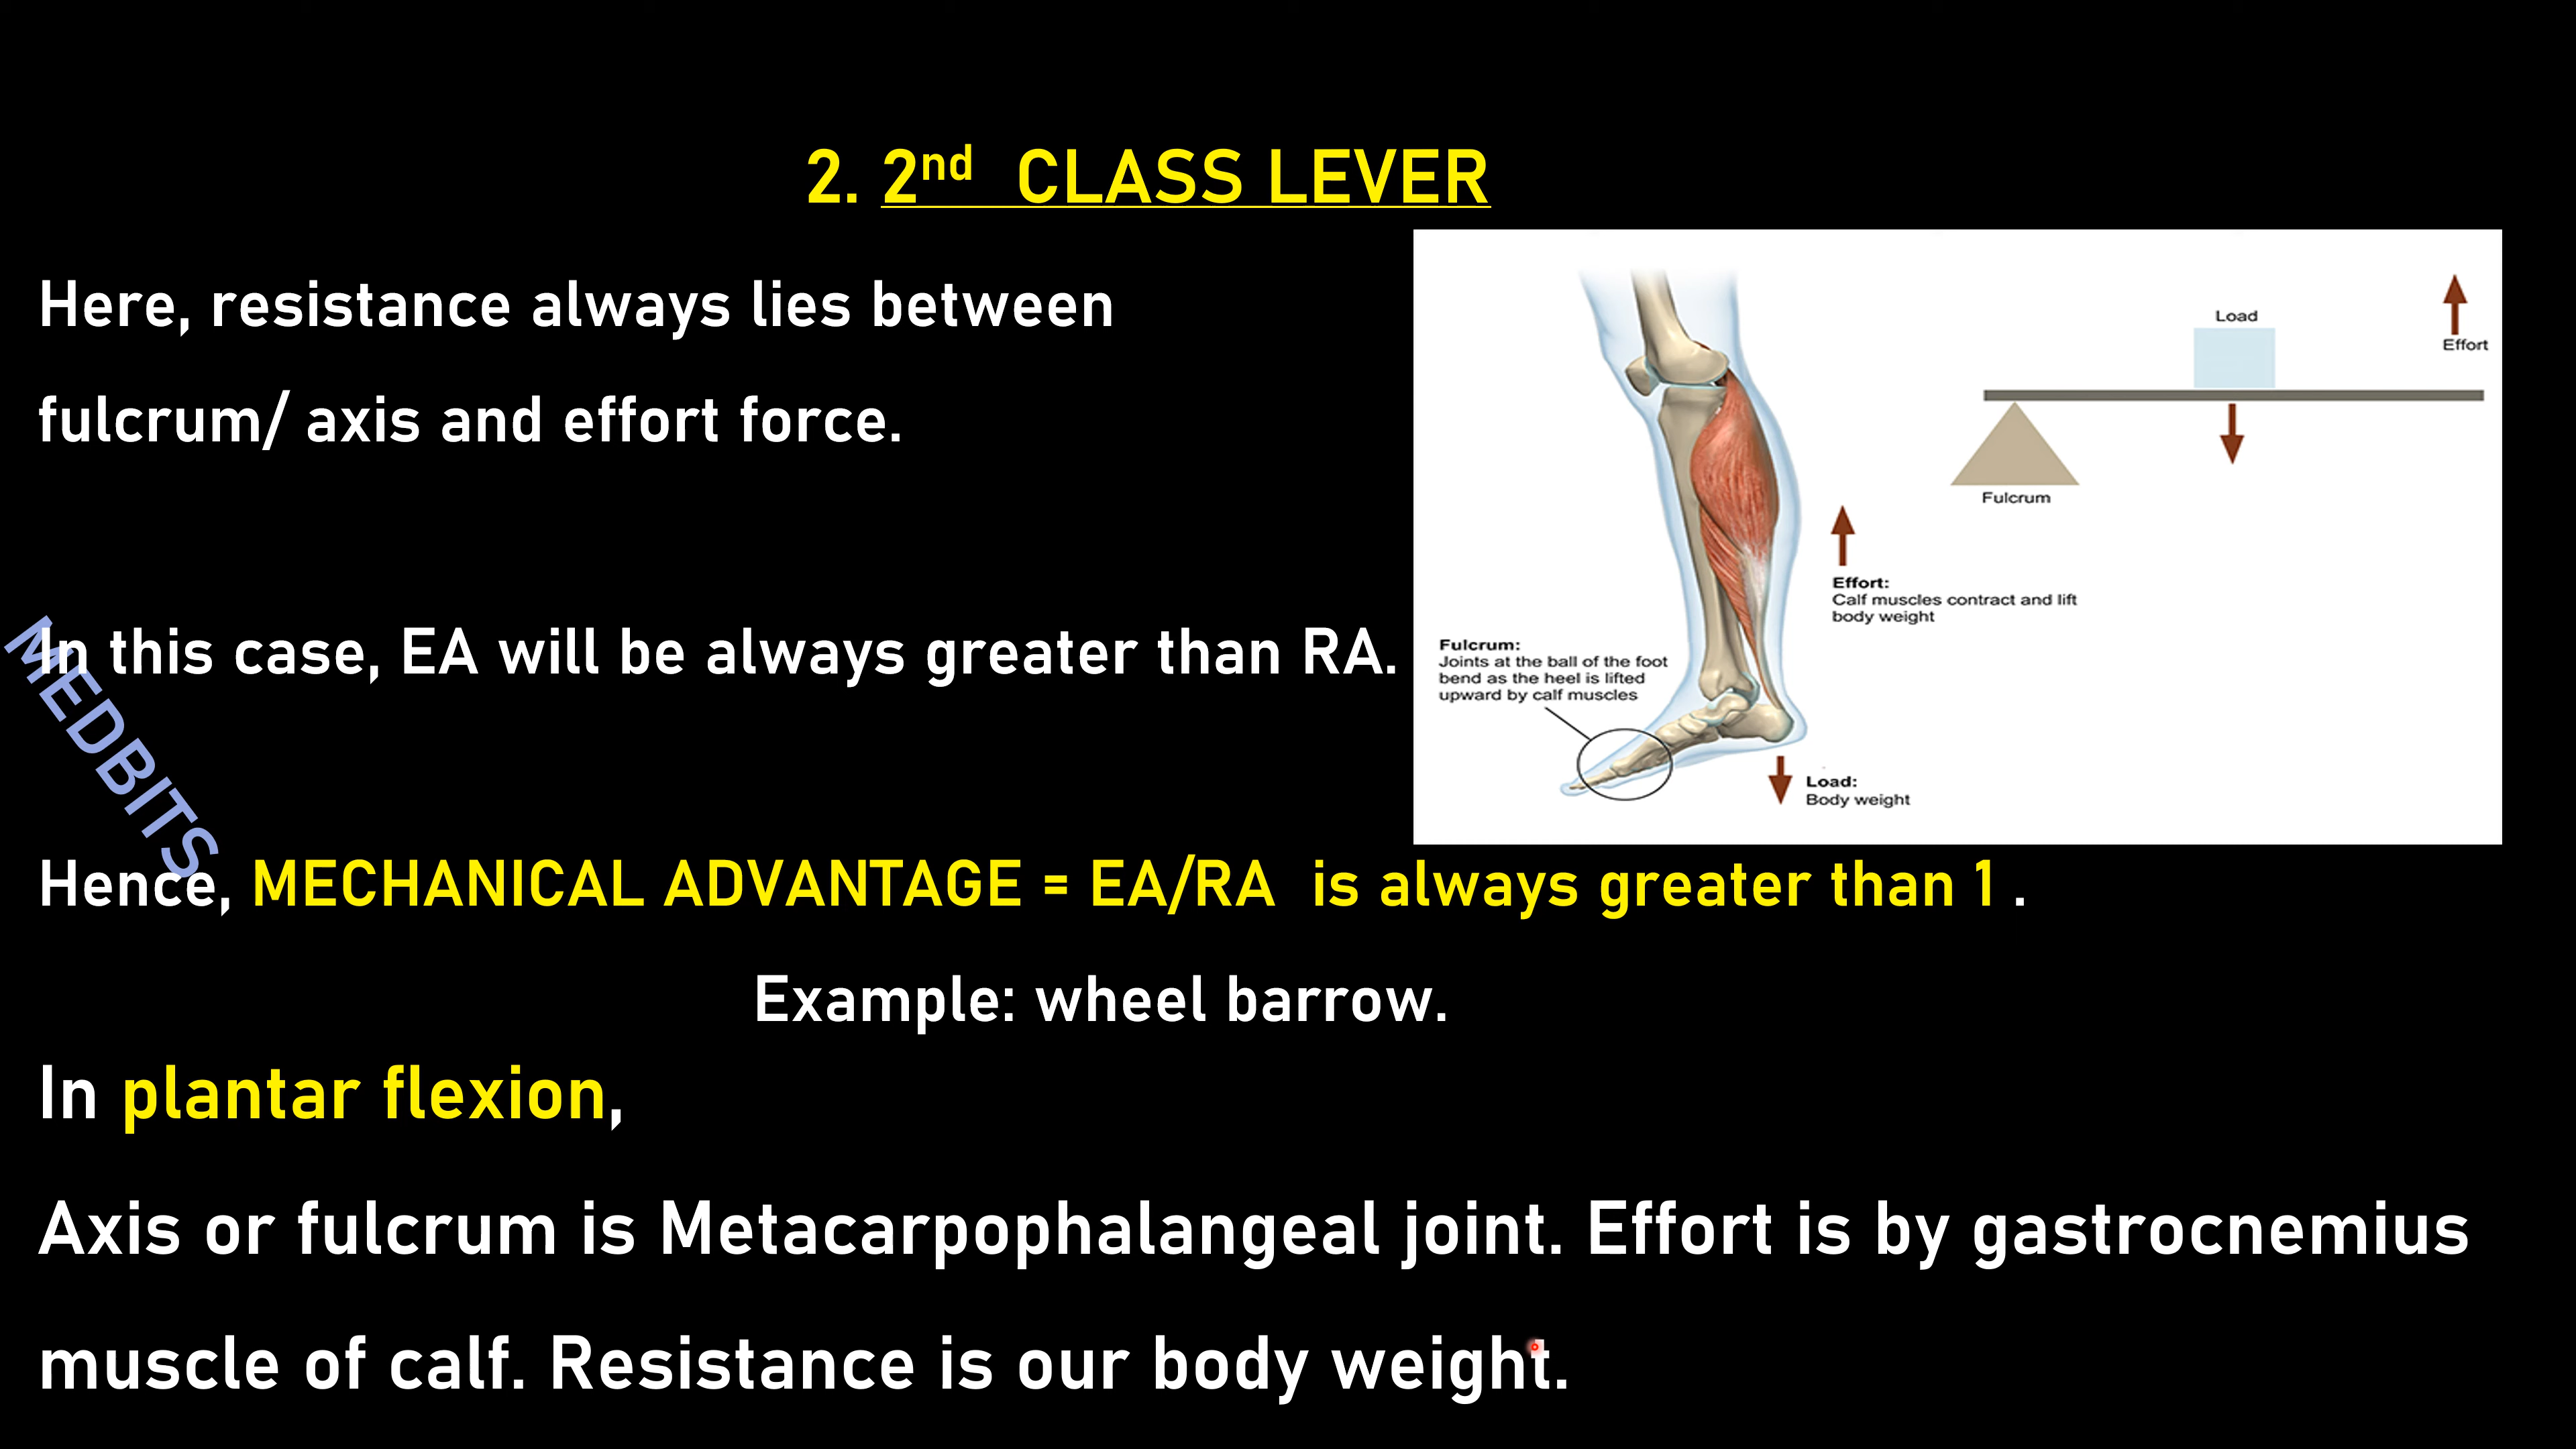 2. 2nd CLASS LEVER
Here, resistance always lies between
fulcrum/ axis and effort force.
In this case, EA will be always greater than RA.
MEDBITS
Hence, MECHANICAL ADVANTAGE = EA/RA is always greater than 1 .
Example: wheel barrow.
In plantar flexion,
Axis or fulcrum is Metacarpophalangeal joint. Effort is by gastrocnemius
muscle of calf. Resistance is our body weight.
Load
Effort
Fulcrum
Effort:
Calf muscles contract and lift
body weight
Fulcrum:
Joints at the ball of the foot
bend as the heel is lifted
upward by calf muscles
Load:
Body weight